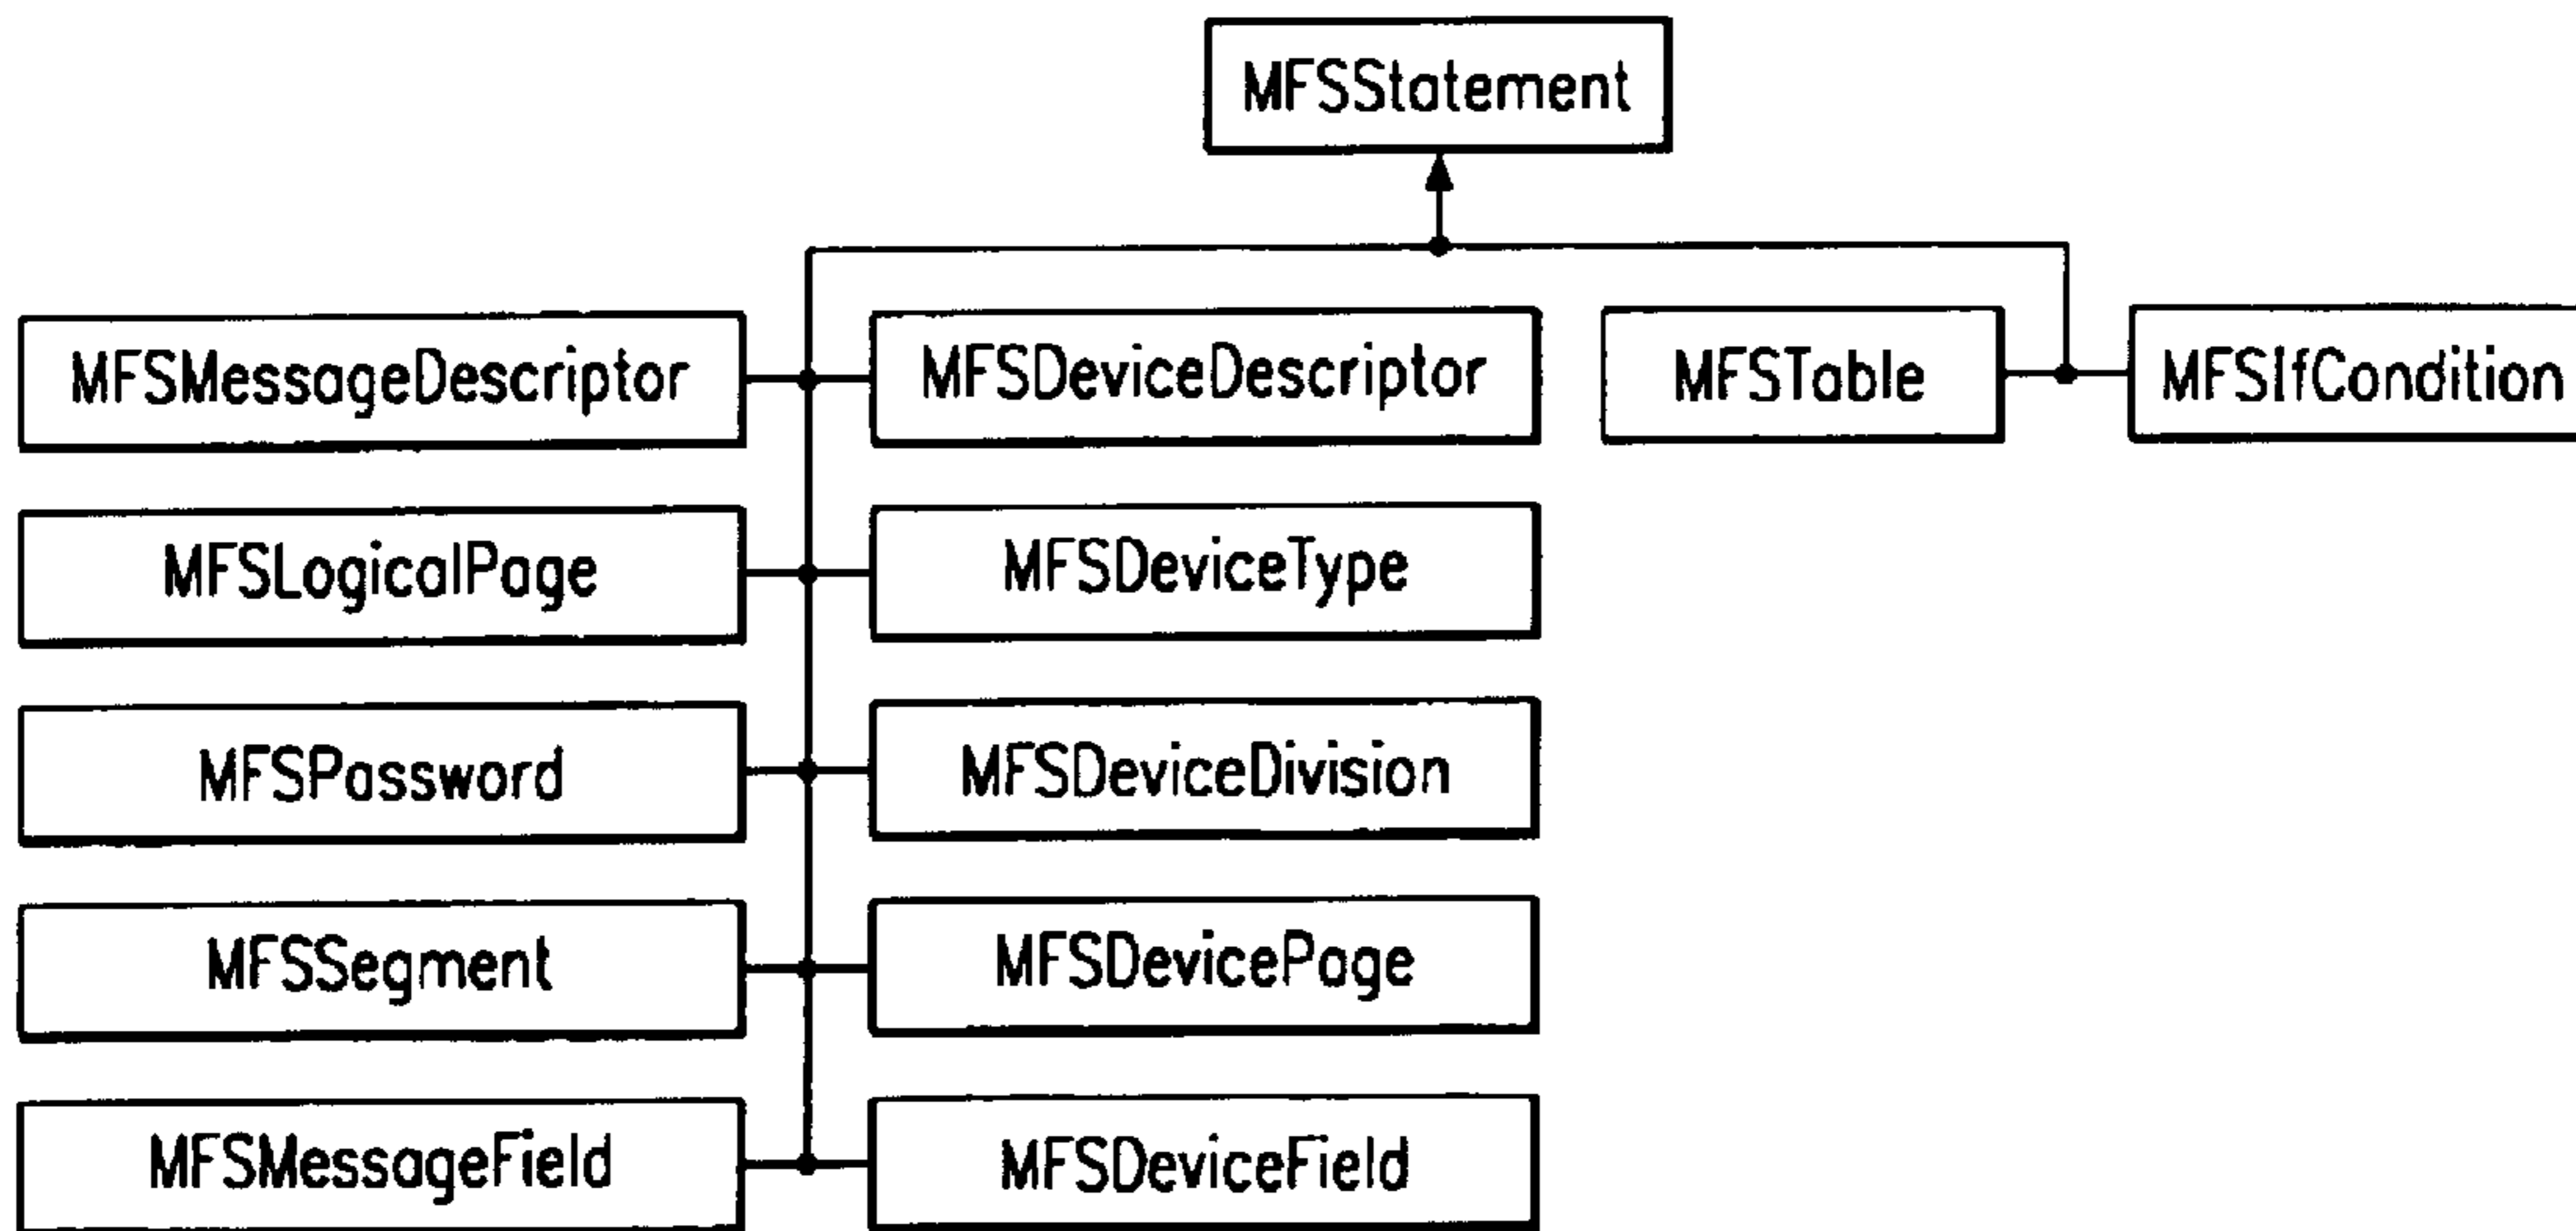 MFSStatement
MFSMessageDescriptor
MFSDeviceDescriptor
MFSTable
MFSIfCondition
MFSLogicalPage
MFSDeviceType
MFSPassword
MFSDeviceDivision
MFSSegment
MFSDevicePage
MFSMessageField
MFSDeviceField